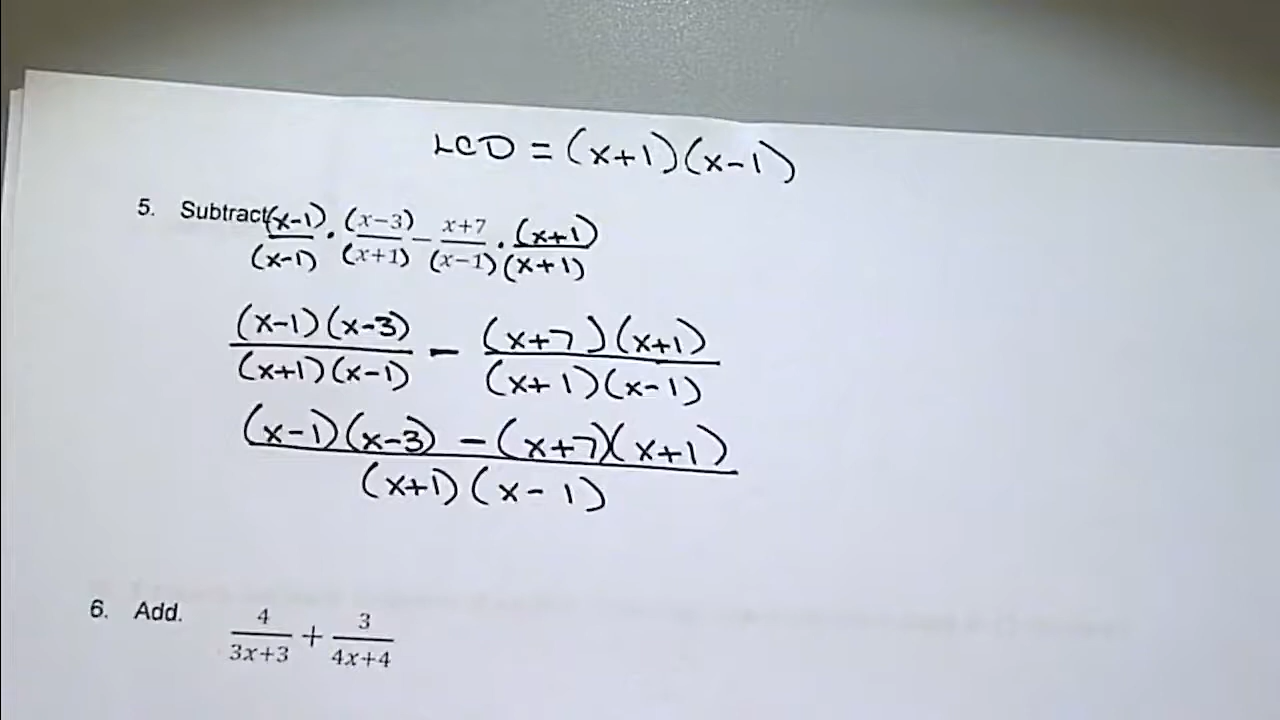 LCD = (x+1)(x-1)
5. Subtract (x-1)/(x-1) · (x-3)/(x+1) - x+7/(x-1) · (x+1)/(x+1)
(x-1)(x-3)/(x+1)(x-1) - (x+7)(x+1)/(x+1)(x-1)
(x-1)(x-3) - (x+7)(x+1)/(x+1)(x-1)
6. Add. 4/3x+3 + 3/4x+4